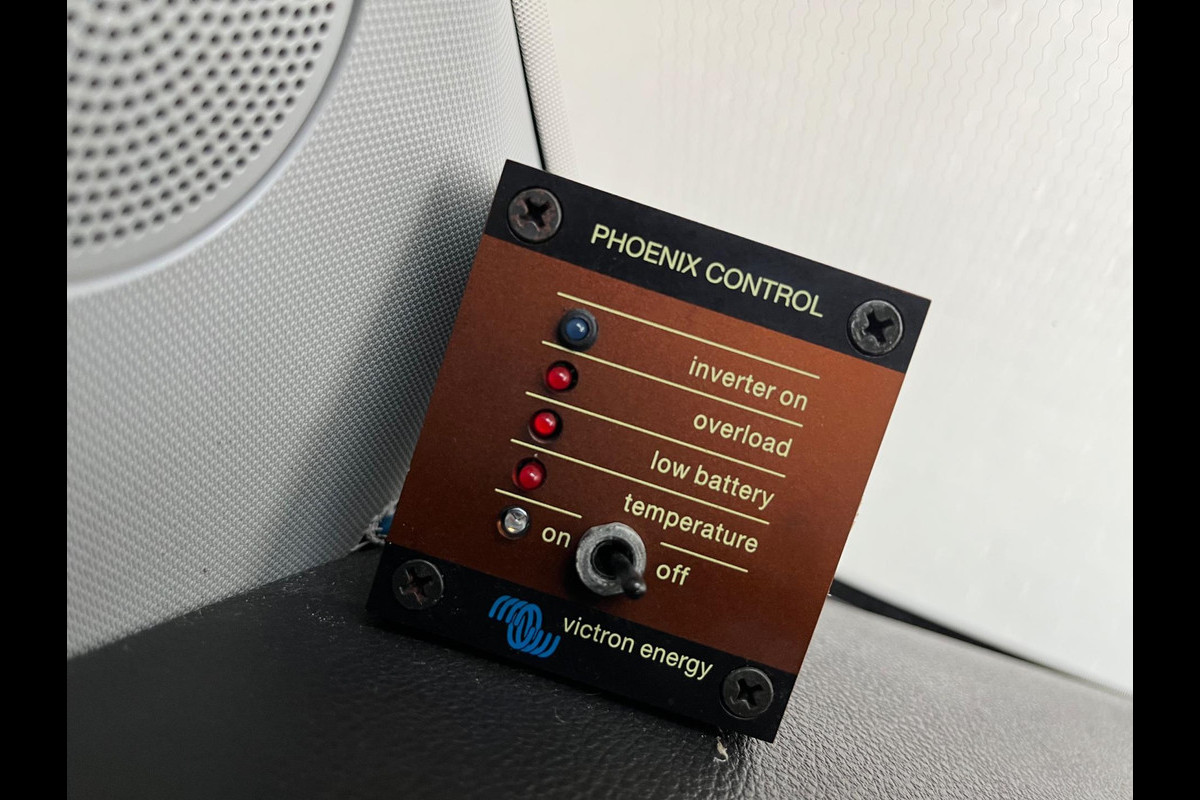 PHOENIX CONTROL
inverter on
overload
low battery
temperature
on
off
victron energy